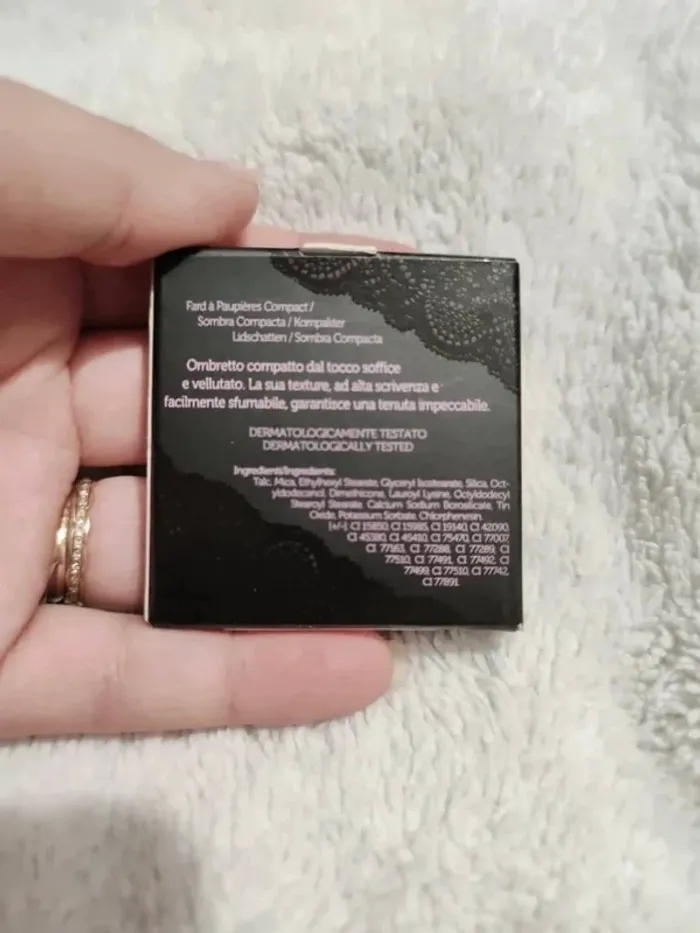 Fard à Paupières Compact /
Sombra Compacta / Kompakter
Lidschatten / Sombra Compacta
Ombretto compatto dal tocco soffice
e vellutato. La sua texture, ad alta scrivenza e
facilmente sfumabile, garantisce una tenuta impeccabile.
DERMATOLOGICAMENTE TESTATO
DERMATOLOGICALLY TESTED
Ingredienti/Ingredients:
Talc, Mica, Ethylhexyl Stearate, Glyceryl Isostearate, Silica, Oct-
yldodecanol, Dimethicone, Lauroyl Lysine, Octyldodecyl
Stearoyl Stearate, Calcium Sodium Borosilicate, Tin
Oxide, Potassium Sorbate, Chlorphenesin.
[+/-] CI 15850, CI 15985, CI 19140, CI 42090,
CI 45380, CI 45410, CI 75470, CI 77007,
CI 77163, CI 77288, CI 77289, CI
77510, CI 77491, CI 77492, CI
77499, CI 77510, CI 77742,
CI 77891.